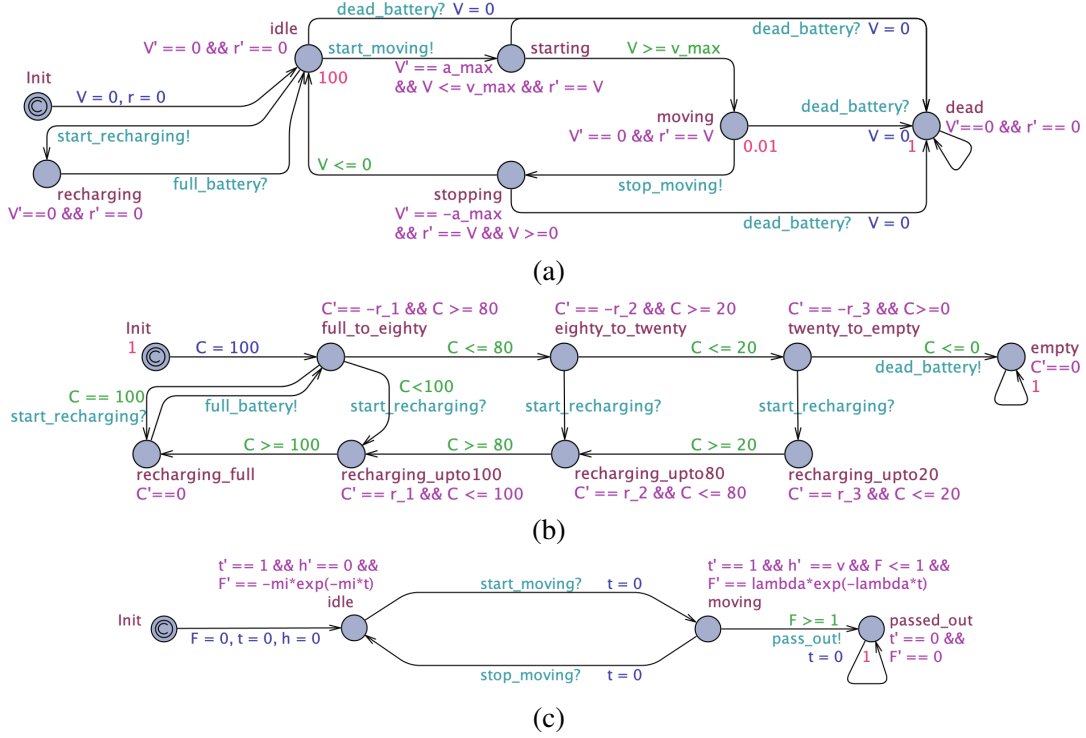 dead_battery? V = 0
idle
dead_battery? V = 0
V' == 0 && r' == 0
start_moving!
starting
V >= v_max
Init
100
V' == a_max
&& V <= v_max && r' == V
V = 0, r = 0
moving
dead_battery?
dead
V' == 0 && r' == V
V = 0
V'==0 && r' == 0
start_recharging!
0.01
1
V <= 0
full_battery?
stop_moving!
recharging
stopping
V'==0 && r' == 0
V' == -a_max
&& r' == V && V >=0
dead_battery? V = 0
(a)
C'== -r_1 && C >= 80
C' == -r_2 && C >= 20
C' == -r_3 && C>=0
Init
full_to_eighty
eighty_to_twenty
twenty_to_empty
1
C = 100
C <= 80
C <= 20
C <= 0
empty
dead_battery!
C'==0
C == 100
C<100
1
start_recharging?
full_battery!
start_recharging?
start_recharging?
start_recharging?
C >= 100
C >= 80
C >= 20
recharging_full
recharging_upto100
recharging_upto80
recharging_upto20
C'==0
C' == r_1 && C <= 100
C' == r_2 && C <= 80
C' == r_3 && C <= 20
(b)
t' == 1 && h' == 0 &&
F' == -mi*exp(-mi*t)
t' == 1 && h' == v && F <= 1 &&
F' == lambda*exp(-lambda*t)
start_moving? t = 0
idle
moving
Init
F >= 1
passed_out
F = 0, t = 0, h = 0
pass_out!
t' == 0 &&
t = 0
1
F' == 0
stop_moving? t = 0
(c)